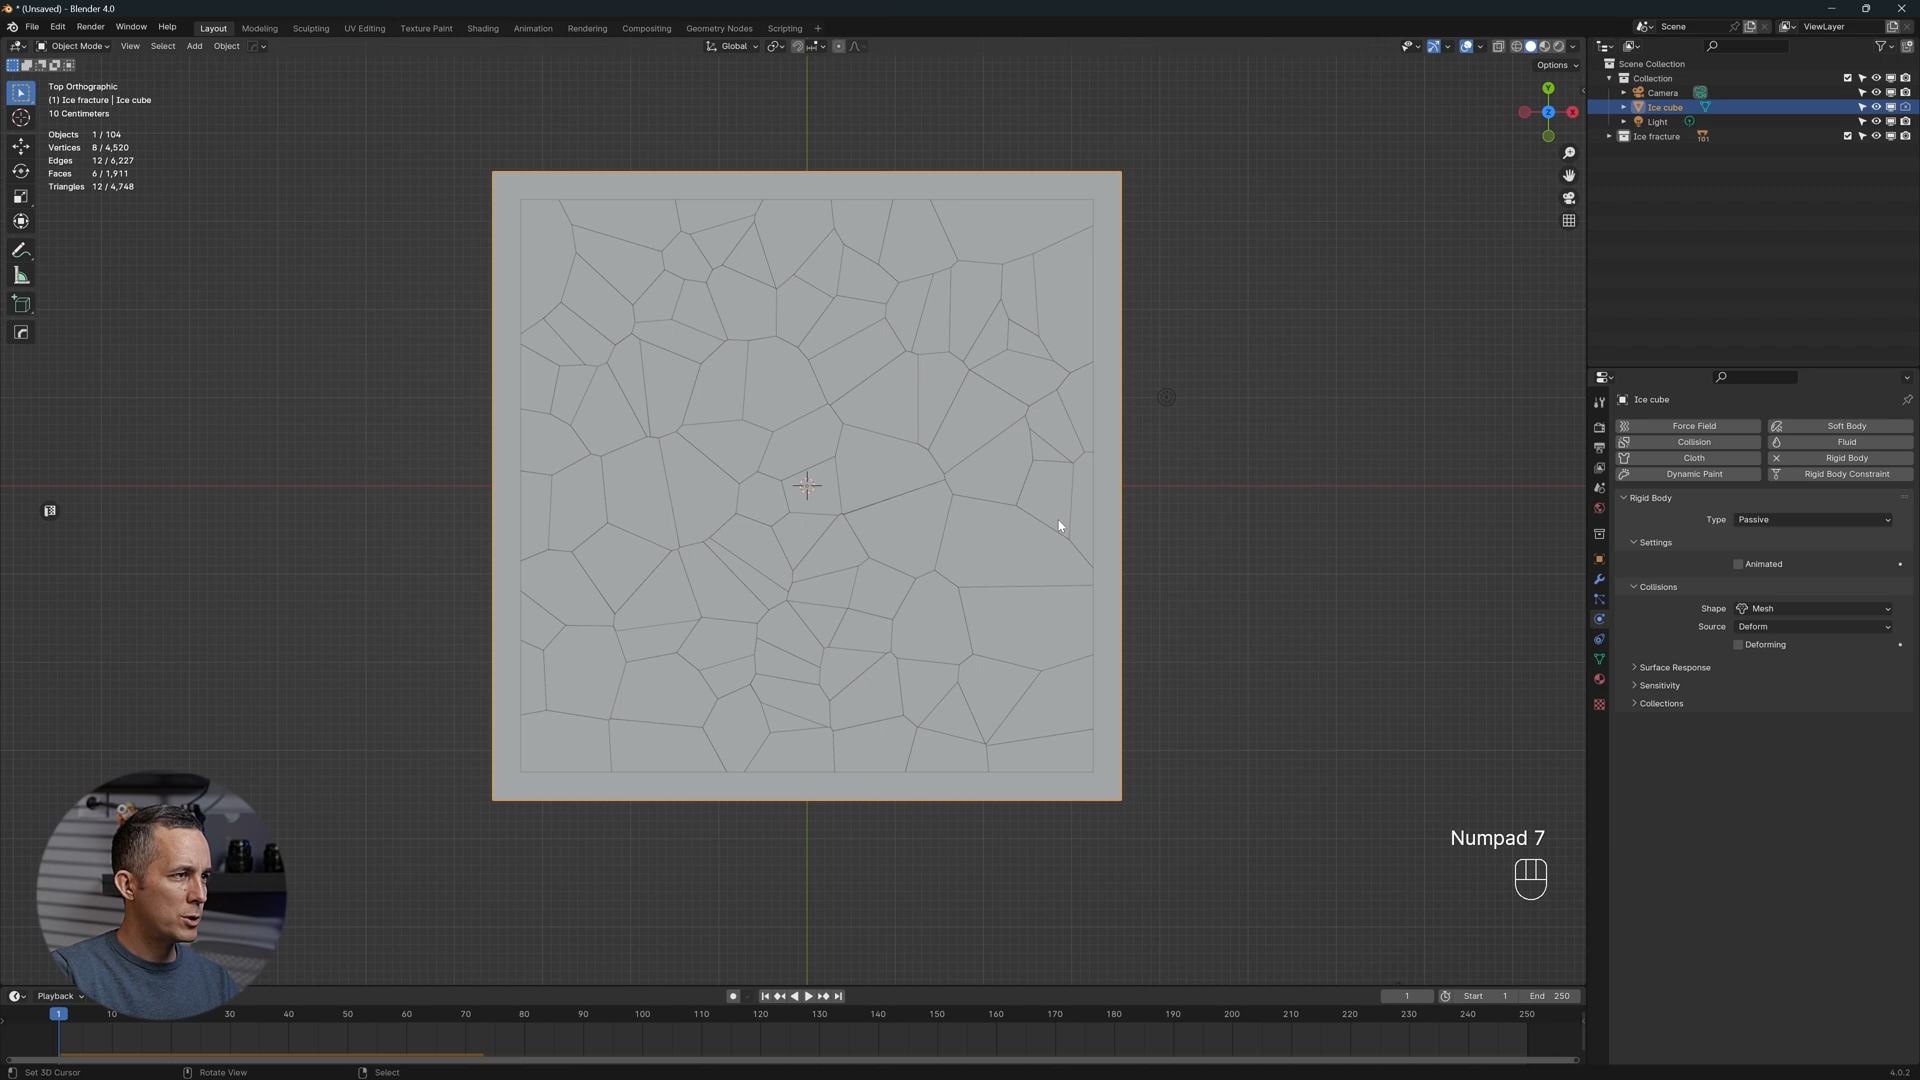 * (Unsaved) - Blender 4.0
File Edit Render Window Help
Layout Modeling Sculpting UV Editing Texture Paint Shading Animation Rendering Compositing Geometry Nodes Scripting +
Scene ViewLayer
Object Mode View Select Add Object
Global
Options
Top Orthographic
(1) Ice fracture | Ice cube
10 Centimeters
Objects 1 / 104
Vertices 8 / 4,520
Edges 12 / 6,227
Faces 6 / 1,911
Triangles 12 / 4,748
Y
Z
X
Scene Collection
Collection
Camera
Ice cube
Light
Ice fracture 101
Ice cube
Force Field Soft Body
Collision Fluid
Cloth Rigid Body
Dynamic Paint Rigid Body Constraint
Rigid Body
Type Passive
Settings
Animated
Collisions
Shape Mesh
Source Deform
Deforming
Surface Response
Sensitivity
Collections
Numpad 7
Playback
1 Start 1 End 250
1 10 30 40 50 60 70 80 90 100 110 120 130 140 150 160 170 180 190 200 210 220 230 240 250
Set 3D Cursor Rotate View Select
4.0.2